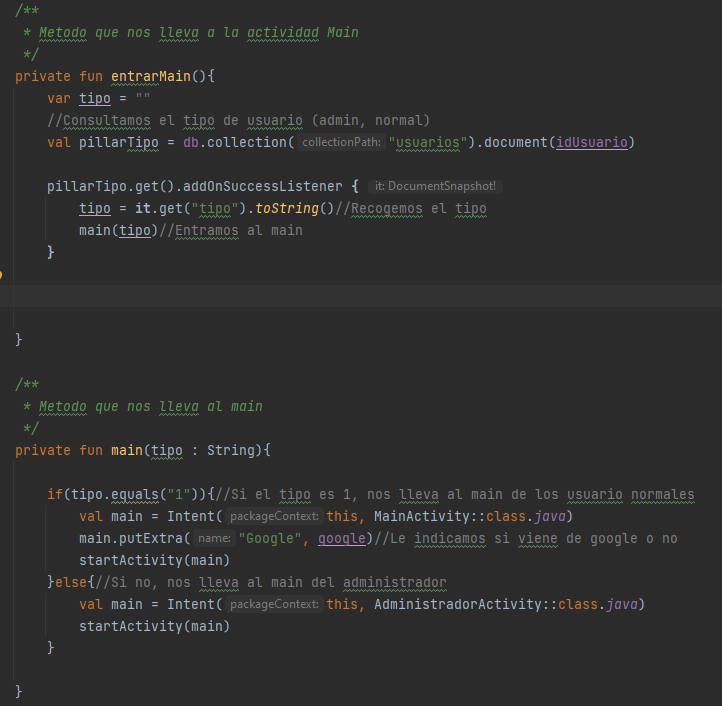 /**
 * Metodo que nos lleva a la actividad Main
 */
private fun entrarMain(){
    var tipo = ""
    //Consultamos el tipo de usuario (admin, normal)
    val pillarTipo = db.collection( collectionPath: "usuarios").document(idUsuario)
    pillarTipo.get().addOnSuccessListener { it: DocumentSnapshot!
        tipo = it.get("tipo").toString()//Recogemos el tipo
        main(tipo)//Entramos al main
    }
}
/**
 * Metodo que nos lleva al main
 */
private fun main(tipo : String){
    if(tipo.equals("1")){//Si el tipo es 1, nos lleva al main de los usuario normales
        val main = Intent( packageContext: this, MainActivity::class.java)
        main.putExtra( name: "Google", google)//Le indicamos si viene de google o no
        startActivity(main)
    }else{//Si no, nos lleva al main del administrador
        val main = Intent( packageContext: this, AdministradorActivity::class.java)
        startActivity(main)
    }
}